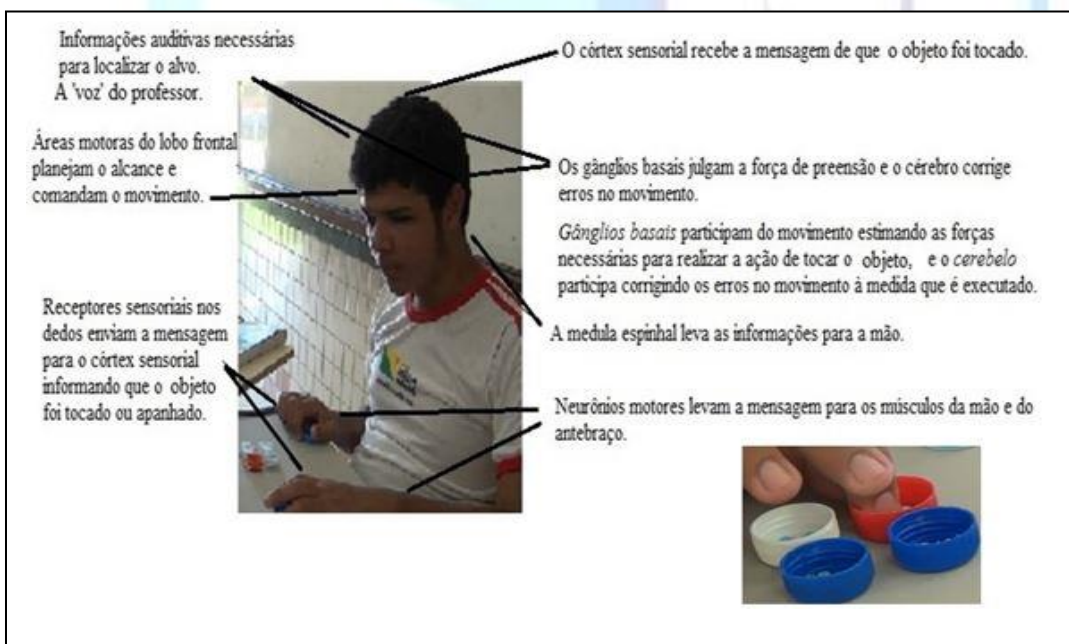 Informações auditivas necessárias
para localizar o alvo.
A 'voz' do professor.
Áreas motoras do lobo frontal
planejam o alcance e
comandam o movimento.
Receptores sensoriais nos
dedos enviam a mensagem
para o córtex sensorial
informando que o objeto
foi tocado ou apanhado.
O córtex sensorial recebe a mensagem de que o objeto foi tocado.
Os gânglios basais julgam a força de preensão e o cérebro corrige
erros no movimento.
Gânglios basais participam do movimento estimando as forças
necessárias para realizar a ação de tocar o objeto, e o cerebelo
participa corrigindo os erros no movimento à medida que é executado.
A medula espinhal leva as informações para a mão.
Neurônios motores levam a mensagem para os músculos da mão e do
antebraço.